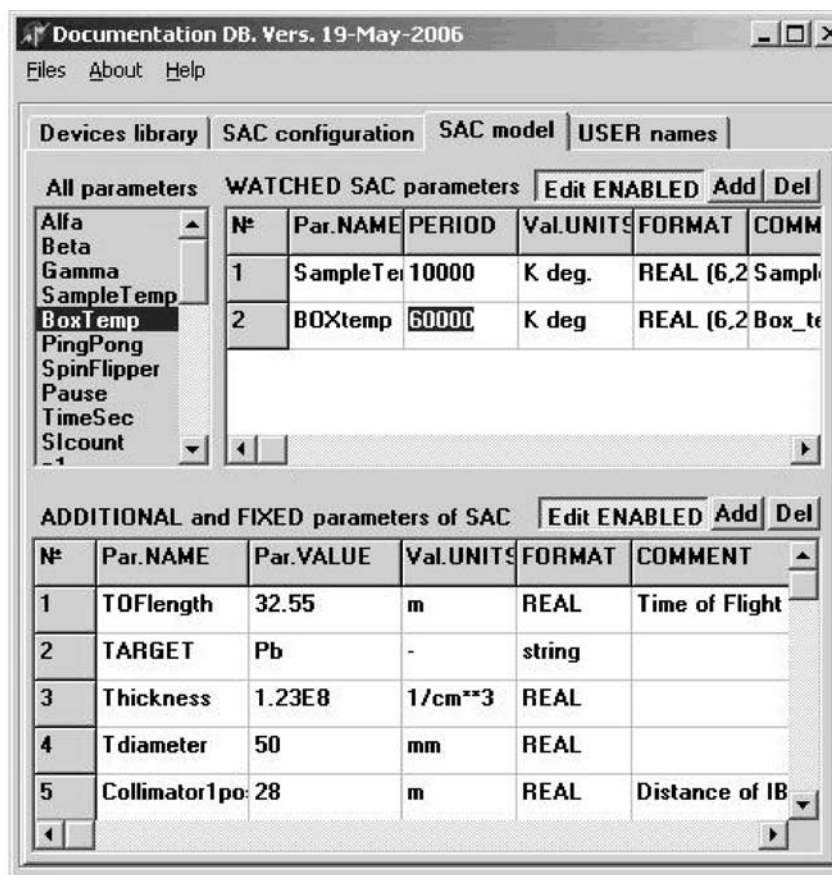 Documentation DB. Vers. 19-May-2006
Files About Help
Devices library SAC configuration SAC model USER names
All parameters WATCHED SAC parameters Edit ENABLED Add Del
Alfa
Beta
Gamma
SampleTemp
BoxTemp
PingPong
SpinFlipper
Pause
TimeSec
SIcount
№ Par.NAME PERIOD Val.UNITS FORMAT COMM
1 SampleTe 10000 K deg. REAL (6,2 Sampl
2 BOXtemp 60000 K deg REAL (6,2 Box_te
ADDITIONAL and FIXED parameters of SAC Edit ENABLED Add Del
№ Par.NAME Par.VALUE Val.UNITS FORMAT COMMENT
1 TOFlength 32.55 m REAL Time of Flight
2 TARGET Pb - string
3 Thickness 1.23E8 1/cm**3 REAL
4 Tdiameter 50 mm REAL
5 Collimator1po 28 m REAL Distance of IB